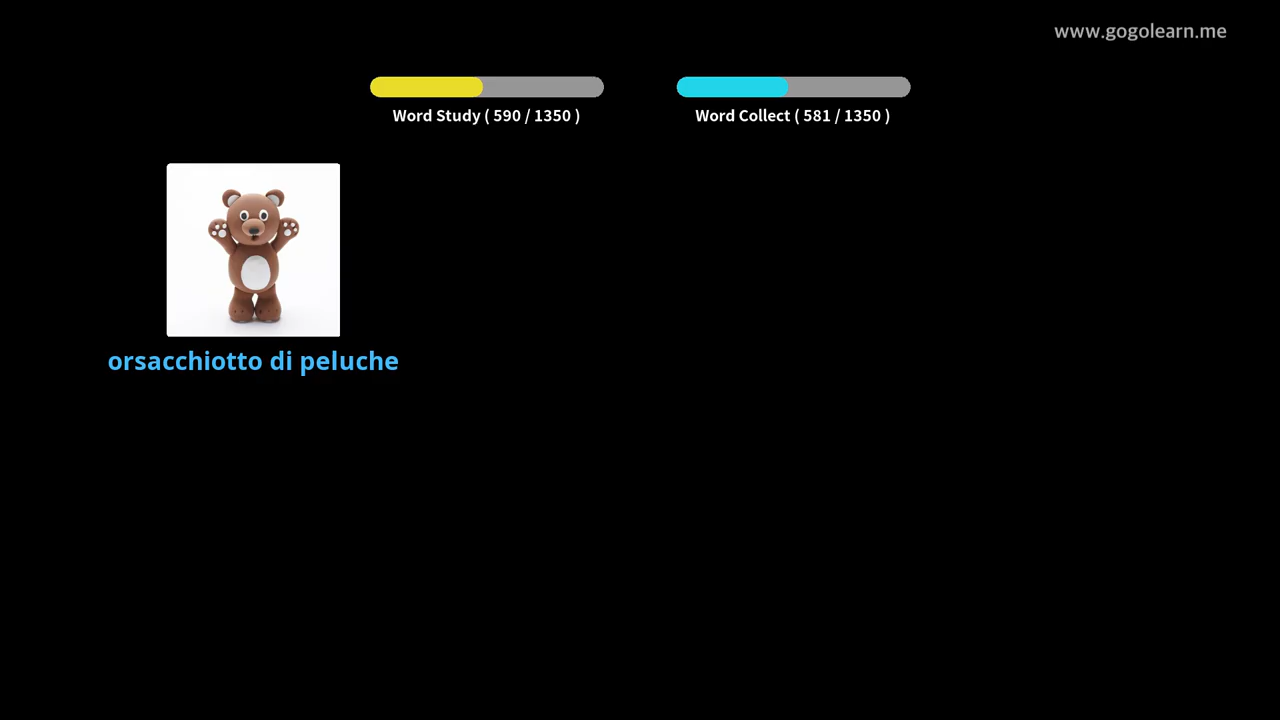 www.gogolearn.me
Word Study ( 590 / 1350 )
Word Collect ( 581 / 1350 )
orsacchiotto di peluche